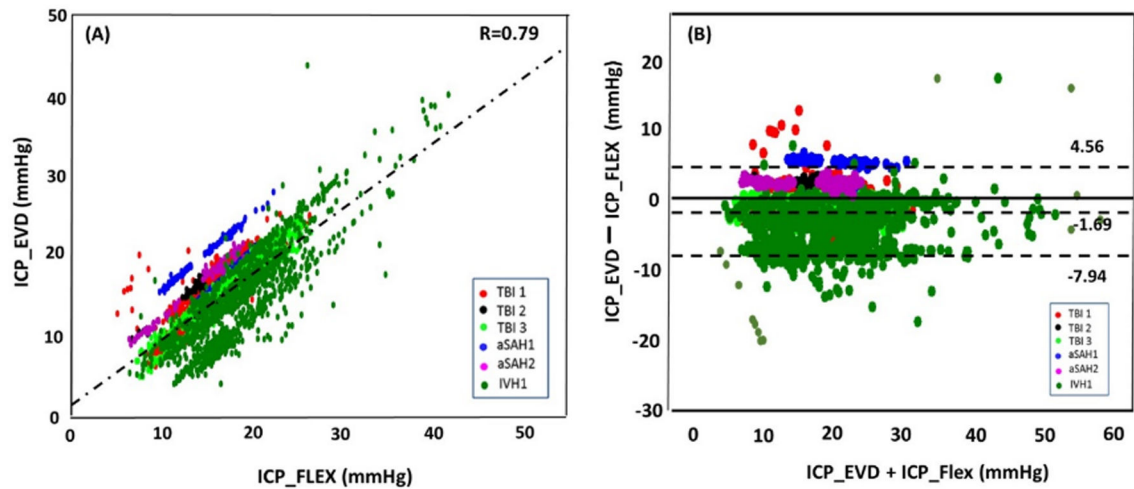 (A)
R=0.79
50
40
30
20
10
0
ICP_EVD (mmHg)
TBI 1
TBI 2
TBI 3
aSAH1
aSAH2
IVH1
0 10 20 30 40 50
ICP_FLEX (mmHg)
(B)
20
10
0
-10
-20
-30
ICP_EVD — ICP_FLEX (mmHg)
4.56
-1.69
-7.94
TBI 1
TBI 2
TBI 3
aSAH1
aSAH2
IVH1
0 10 20 30 40 50 60
ICP_EVD + ICP_Flex (mmHg)